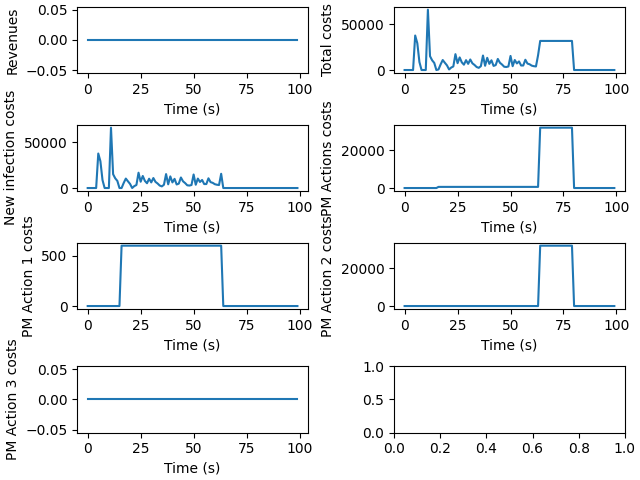 Revenues
0.05
0.00
−0.05
0 25 50 75 100
Time (s)
Total costs
50000
0
0 25 50 75 100
Time (s)
New infection costs
50000
0
0 25 50 75 100
Time (s)
PM Actions costs
20000
0
0 25 50 75 100
Time (s)
PM Action 1 costs
500
0
0 25 50 75 100
Time (s)
PM Action 2 costs
20000
0
0 25 50 75 100
Time (s)
PM Action 3 costs
0.05
0.00
−0.05
0 25 50 75 100
Time (s)
1.0
0.5
0.0
0.0 0.2 0.4 0.6 0.8 1.0